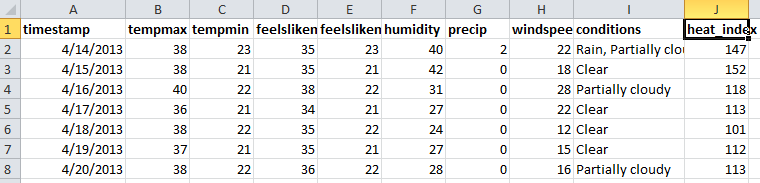 A B C D E F G H I J
1 timestamp tempmax tempmin feelsliken feelsliken humidity precip windspee conditions heat_index
2 4/14/2013 38 23 35 23 40 2 22 Rain, Partially clou 147
3 4/15/2013 38 21 35 21 42 0 18 Clear 152
4 4/16/2013 40 22 38 22 31 0 28 Partially cloudy 118
5 4/17/2013 36 21 34 21 27 0 22 Clear 113
6 4/18/2013 38 22 35 22 24 0 12 Clear 101
7 4/19/2013 37 21 35 21 27 0 15 Clear 112
8 4/20/2013 38 22 36 22 28 0 16 Partially cloudy 113